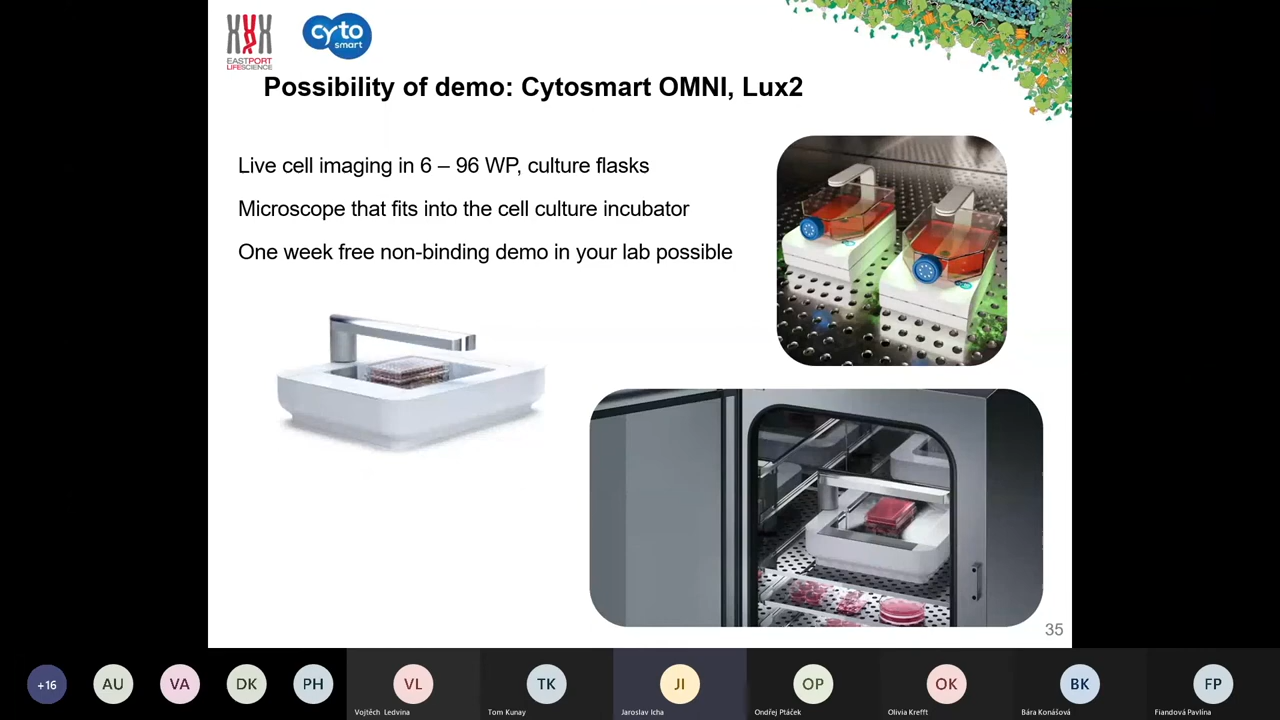 EASTPORT
LIFESCIENCE
cyto
smart
Possibility of demo: Cytosmart OMNI, Lux2
Live cell imaging in 6 – 96 WP, culture flasks
Microscope that fits into the cell culture incubator
One week free non-binding demo in your lab possible
35
+16
AU
VA
DK
PH
VL
TK
JI
OP
OK
BK
FP
Vojtěch Ledvina
Tom Kunay
Jaroslav Icha
Ondřej Ptáček
Olivia Krefft
Bára Konášová
Fiandová Pavlína